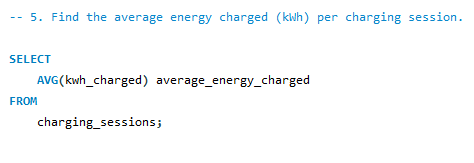 -- 5. Find the average energy charged (kWh) per charging session.
SELECT
AVG(kwh_charged) average_energy_charged
FROM
charging_sessions;